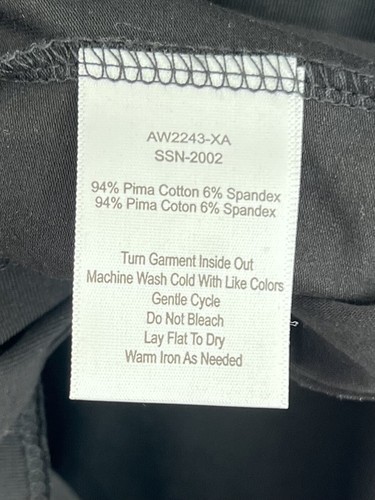 AW2243-XA
SSN-2002
94% Pima Cotton 6% Spandex
94% Pima Coton 6% Spandex
Turn Garment Inside Out
Machine Wash Cold With Like Colors
Gentle Cycle
Do Not Bleach
Lay Flat To Dry
Warm Iron As Needed